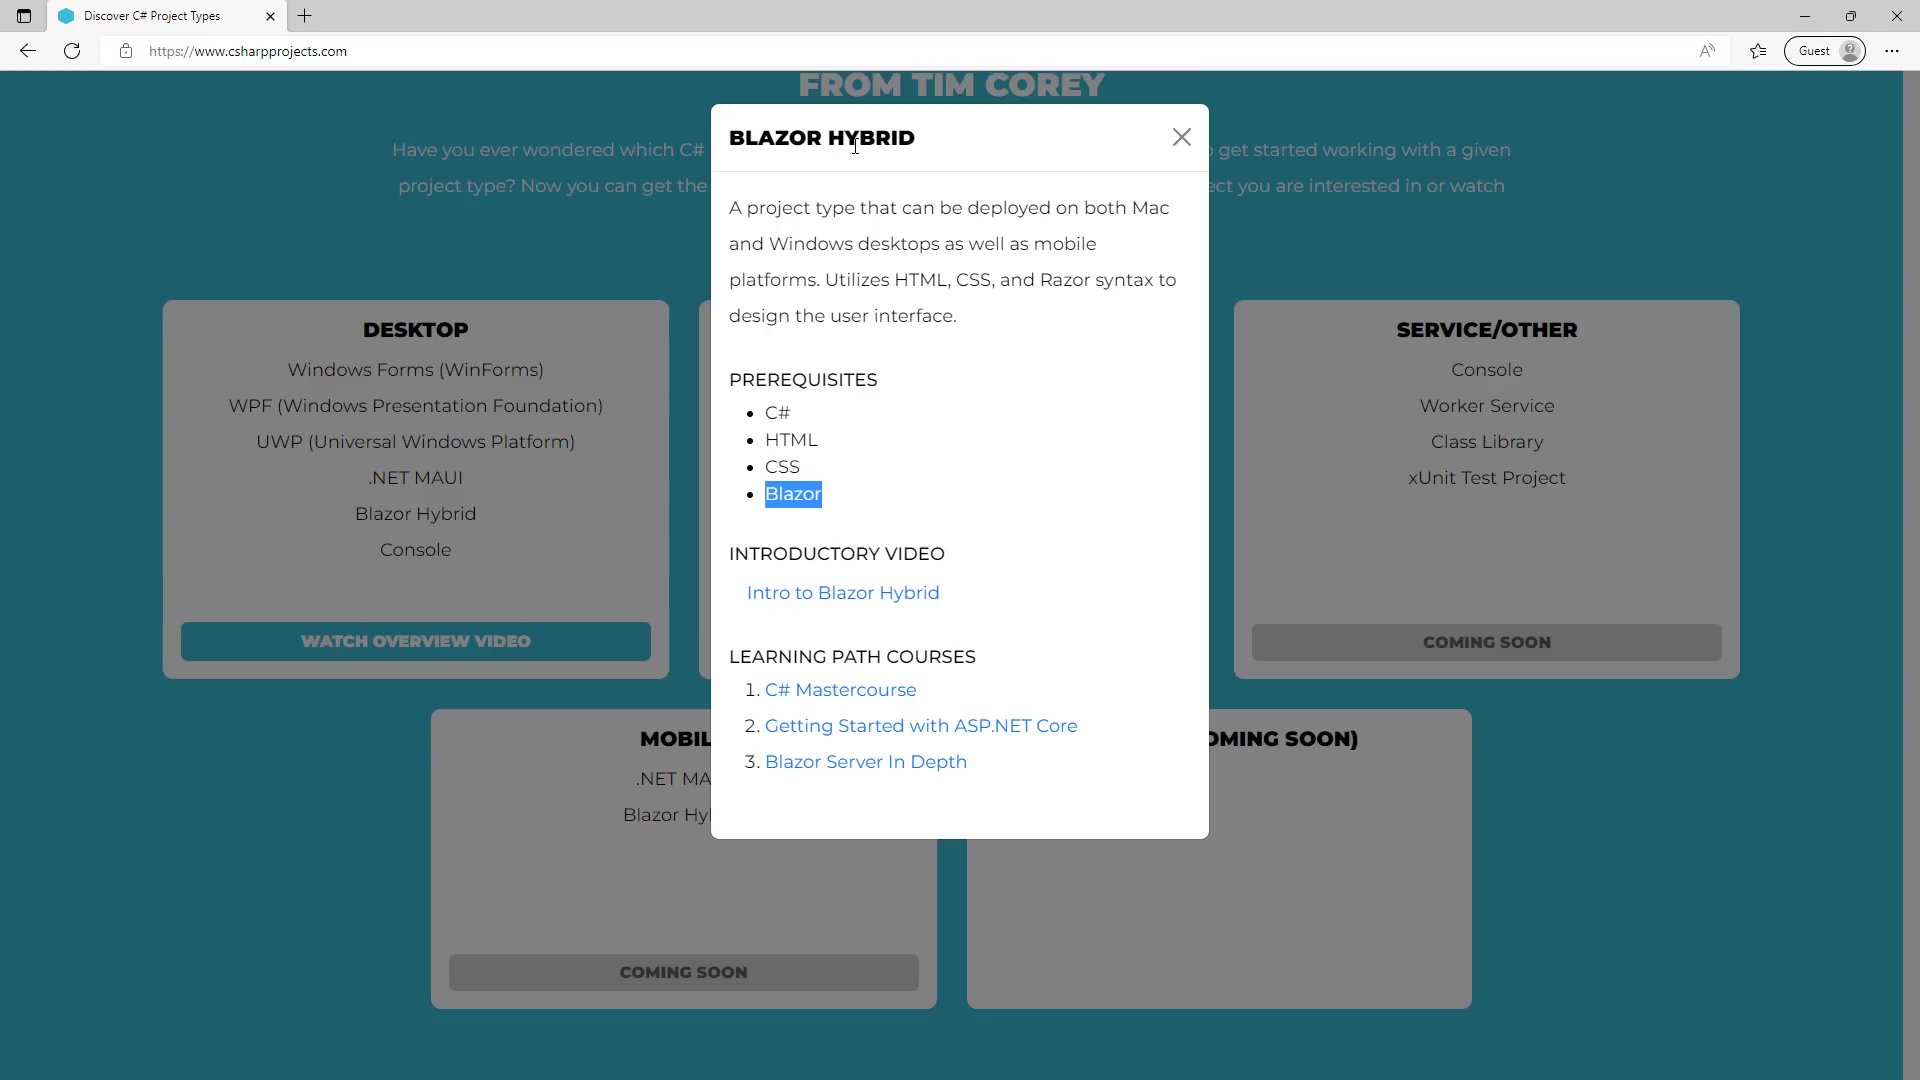 Discover C# Project Types
https://www.csharpprojects.com
Guest
FROM TIM COREY
Have you ever wondered which C#
get started working with a given
project type? Now you can get the
you are interested in or watch
BLAZOR HYBRID
A project type that can be deployed on both Mac
and Windows desktops as well as mobile
platforms. Utilizes HTML, CSS, and Razor syntax to
design the user interface.
PREREQUISITES
• C#
• HTML
• CSS
• Blazor
INTRODUCTORY VIDEO
Intro to Blazor Hybrid
LEARNING PATH COURSES
1. C# Mastercourse
2. Getting Started with ASP.NET Core
3. Blazor Server In Depth
DESKTOP
Windows Forms (WinForms)
WPF (Windows Presentation Foundation)
UWP (Universal Windows Platform)
.NET MAUI
Blazor Hybrid
Console
WATCH OVERVIEW VIDEO
SERVICE/OTHER
Console
Worker Service
Class Library
xUnit Test Project
COMING SOON
MOBIL
.NET MA
Blazor Hy
COMING SOON
OMING SOON)